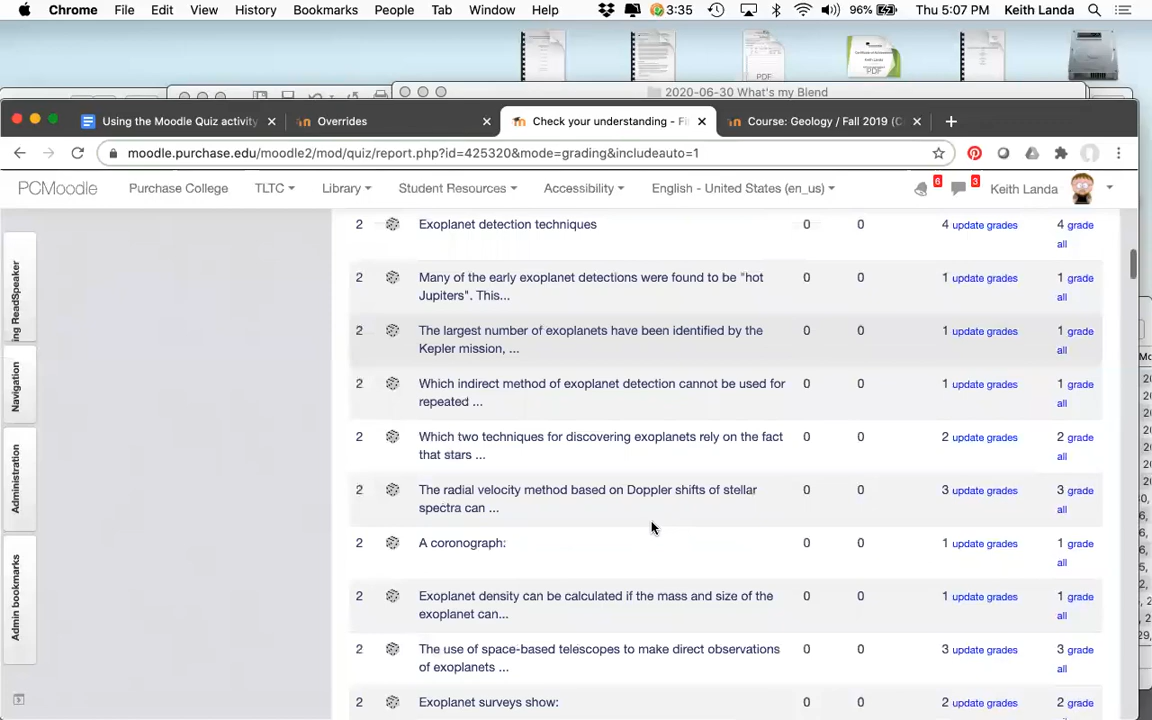 Chrome File Edit View History Bookmarks People Tab Window Help 3:35 96% Thu 5:07 PM Keith Landa
PDF
PDF
2020-06-30 What's my Blend
Using the Moodle Quiz activity Overrides Check your understanding - Fi Course: Geology / Fall 2019 (C
moodle.purchase.edu/moodle2/mod/quiz/report.php?id=425320&mode=grading&includeauto=1
PCMoodle Purchase College TLTC Library Student Resources Accessibility English - United States (en_us) 6 3 Keith Landa
2 Exoplanet detection techniques 0 0 4 update grades 4 grade
all
2 Many of the early exoplanet detections were found to be "hot 0 0 1 update grades 1 grade
Jupiters". This... all
2 The largest number of exoplanets have been identified by the 0 0 1 update grades 1 grade
Kepler mission, ... all
2 Which indirect method of exoplanet detection cannot be used for 0 0 1 update grades 1 grade
repeated ... all
2 Which two techniques for discovering exoplanets rely on the fact 0 0 2 update grades 2 grade
that stars ... all
2 The radial velocity method based on Doppler shifts of stellar 0 0 3 update grades 3 grade
spectra can ... all
2 A coronograph: 0 0 1 update grades 1 grade
all
2 Exoplanet density can be calculated if the mass and size of the 0 0 1 update grades 1 grade
exoplanet can... all
2 The use of space-based telescopes to make direct observations 0 0 3 update grades 3 grade
of exoplanets ... all
2 Exoplanet surveys show: 0 0 2 update grades 2 grade
ing ReadSpeaker
Navigation
Administration
Admin bookmarks